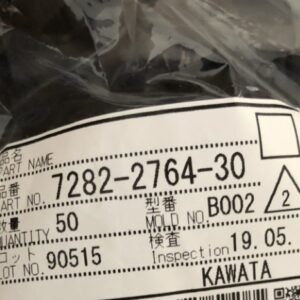 品名
PART NAME
品番
PART NO. 7282-2764-30
数量 型番
QUANTITY 50 MOLD NO. B002 2
ロット 検査
LOT NO. 90515 Inspection 19.05.
KAWATA